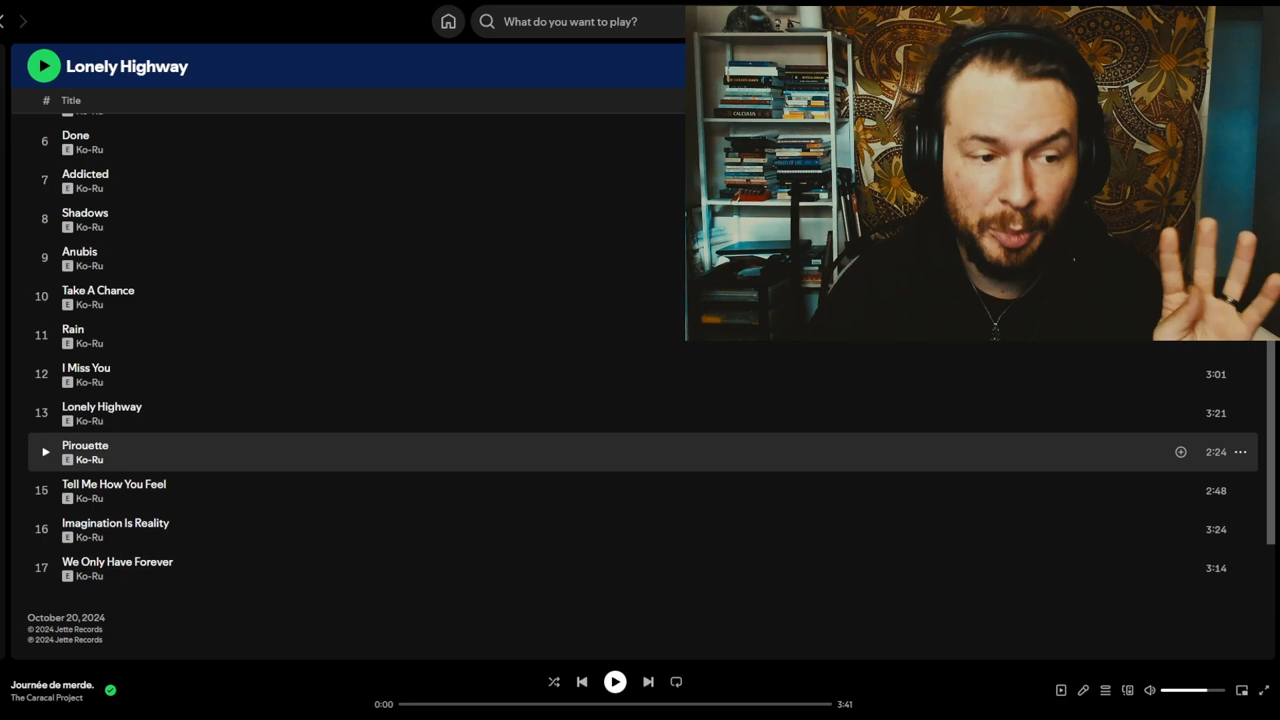 What do you want to play?
Lonely Highway
# Title
Ko-Ru
6 Done
E Ko-Ru
7 Addicted
E Ko-Ru
8 Shadows
E Ko-Ru
9 Anubis
E Ko-Ru
10 Take A Chance
E Ko-Ru
11 Rain
E Ko-Ru
12 I Miss You 3:01
E Ko-Ru
13 Lonely Highway 3:21
E Ko-Ru
Pirouette 2:24
E Ko-Ru
15 Tell Me How You Feel 2:48
E Ko-Ru
16 Imagination Is Reality 3:24
E Ko-Ru
17 We Only Have Forever 3:14
E Ko-Ru
October 20, 2024
© 2024 Jette Records
℗ 2024 Jette Records
Journée de merde.
The Caracal Project
0:00 3:41
CALCULUS